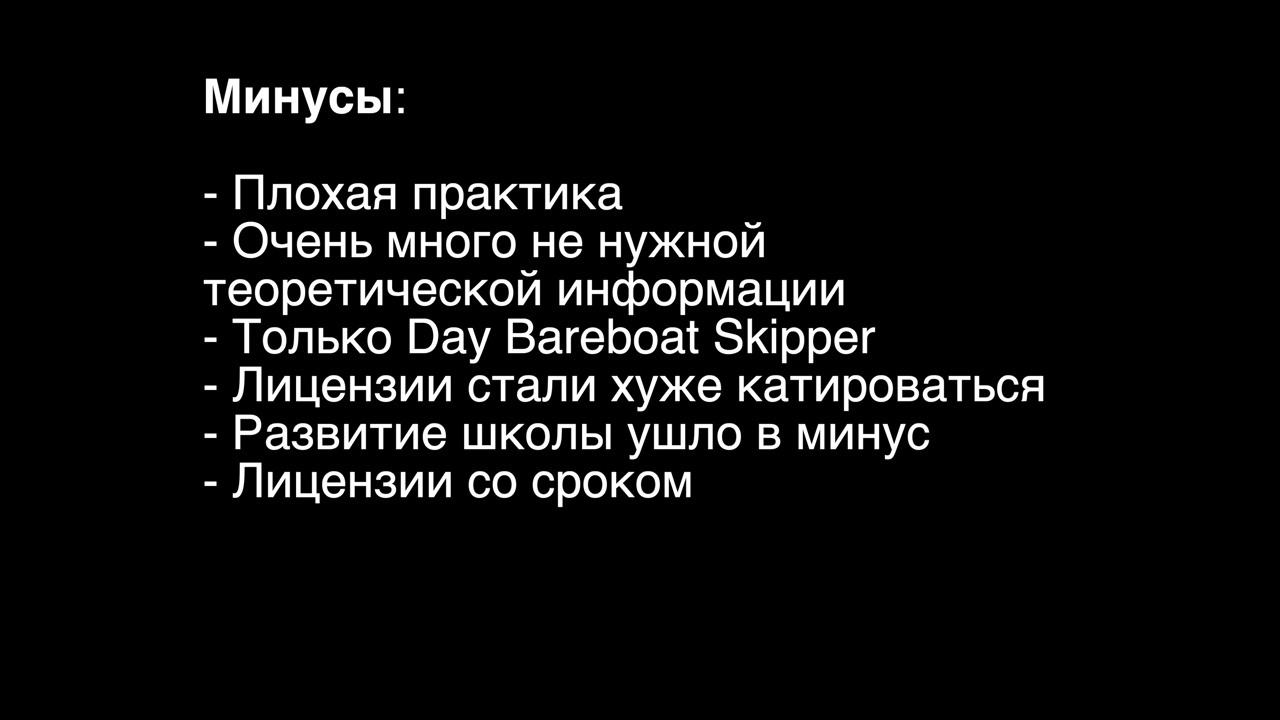 Минусы:
- Плохая практика
- Очень много не нужной
теоретической информации
- Только Day Bareboat Skipper
- Лицензии стали хуже катироваться
- Развитие школы ушло в минус
- Лицензии со сроком